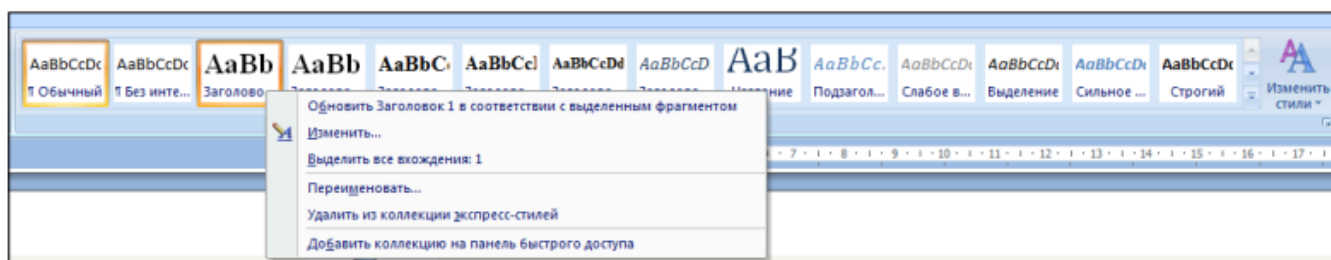 AaBbCcDc AaBbCcDc AaBb AaBb AaBbC AaBbCcl AaBbCcDd AaBbCcD AaB AaBbCc. AaBbCcDt AaBbCcDt AaBbCcDt AaBbCcDc
¶ Обычный ¶ Без инте... Заголово... Название Подзагол... Слабое в... Выделение Сильное ... Строгий Изменить
стили
Обновить Заголовок 1 в соответствии с выделенным фрагментом
Изменить...
Выделить все вхождения: 1
7 8 9 10 11 12 13 14 15 16 17
Переименовать...
Удалить из коллекции экспресс-стилей
Добавить коллекцию на панель быстрого доступа